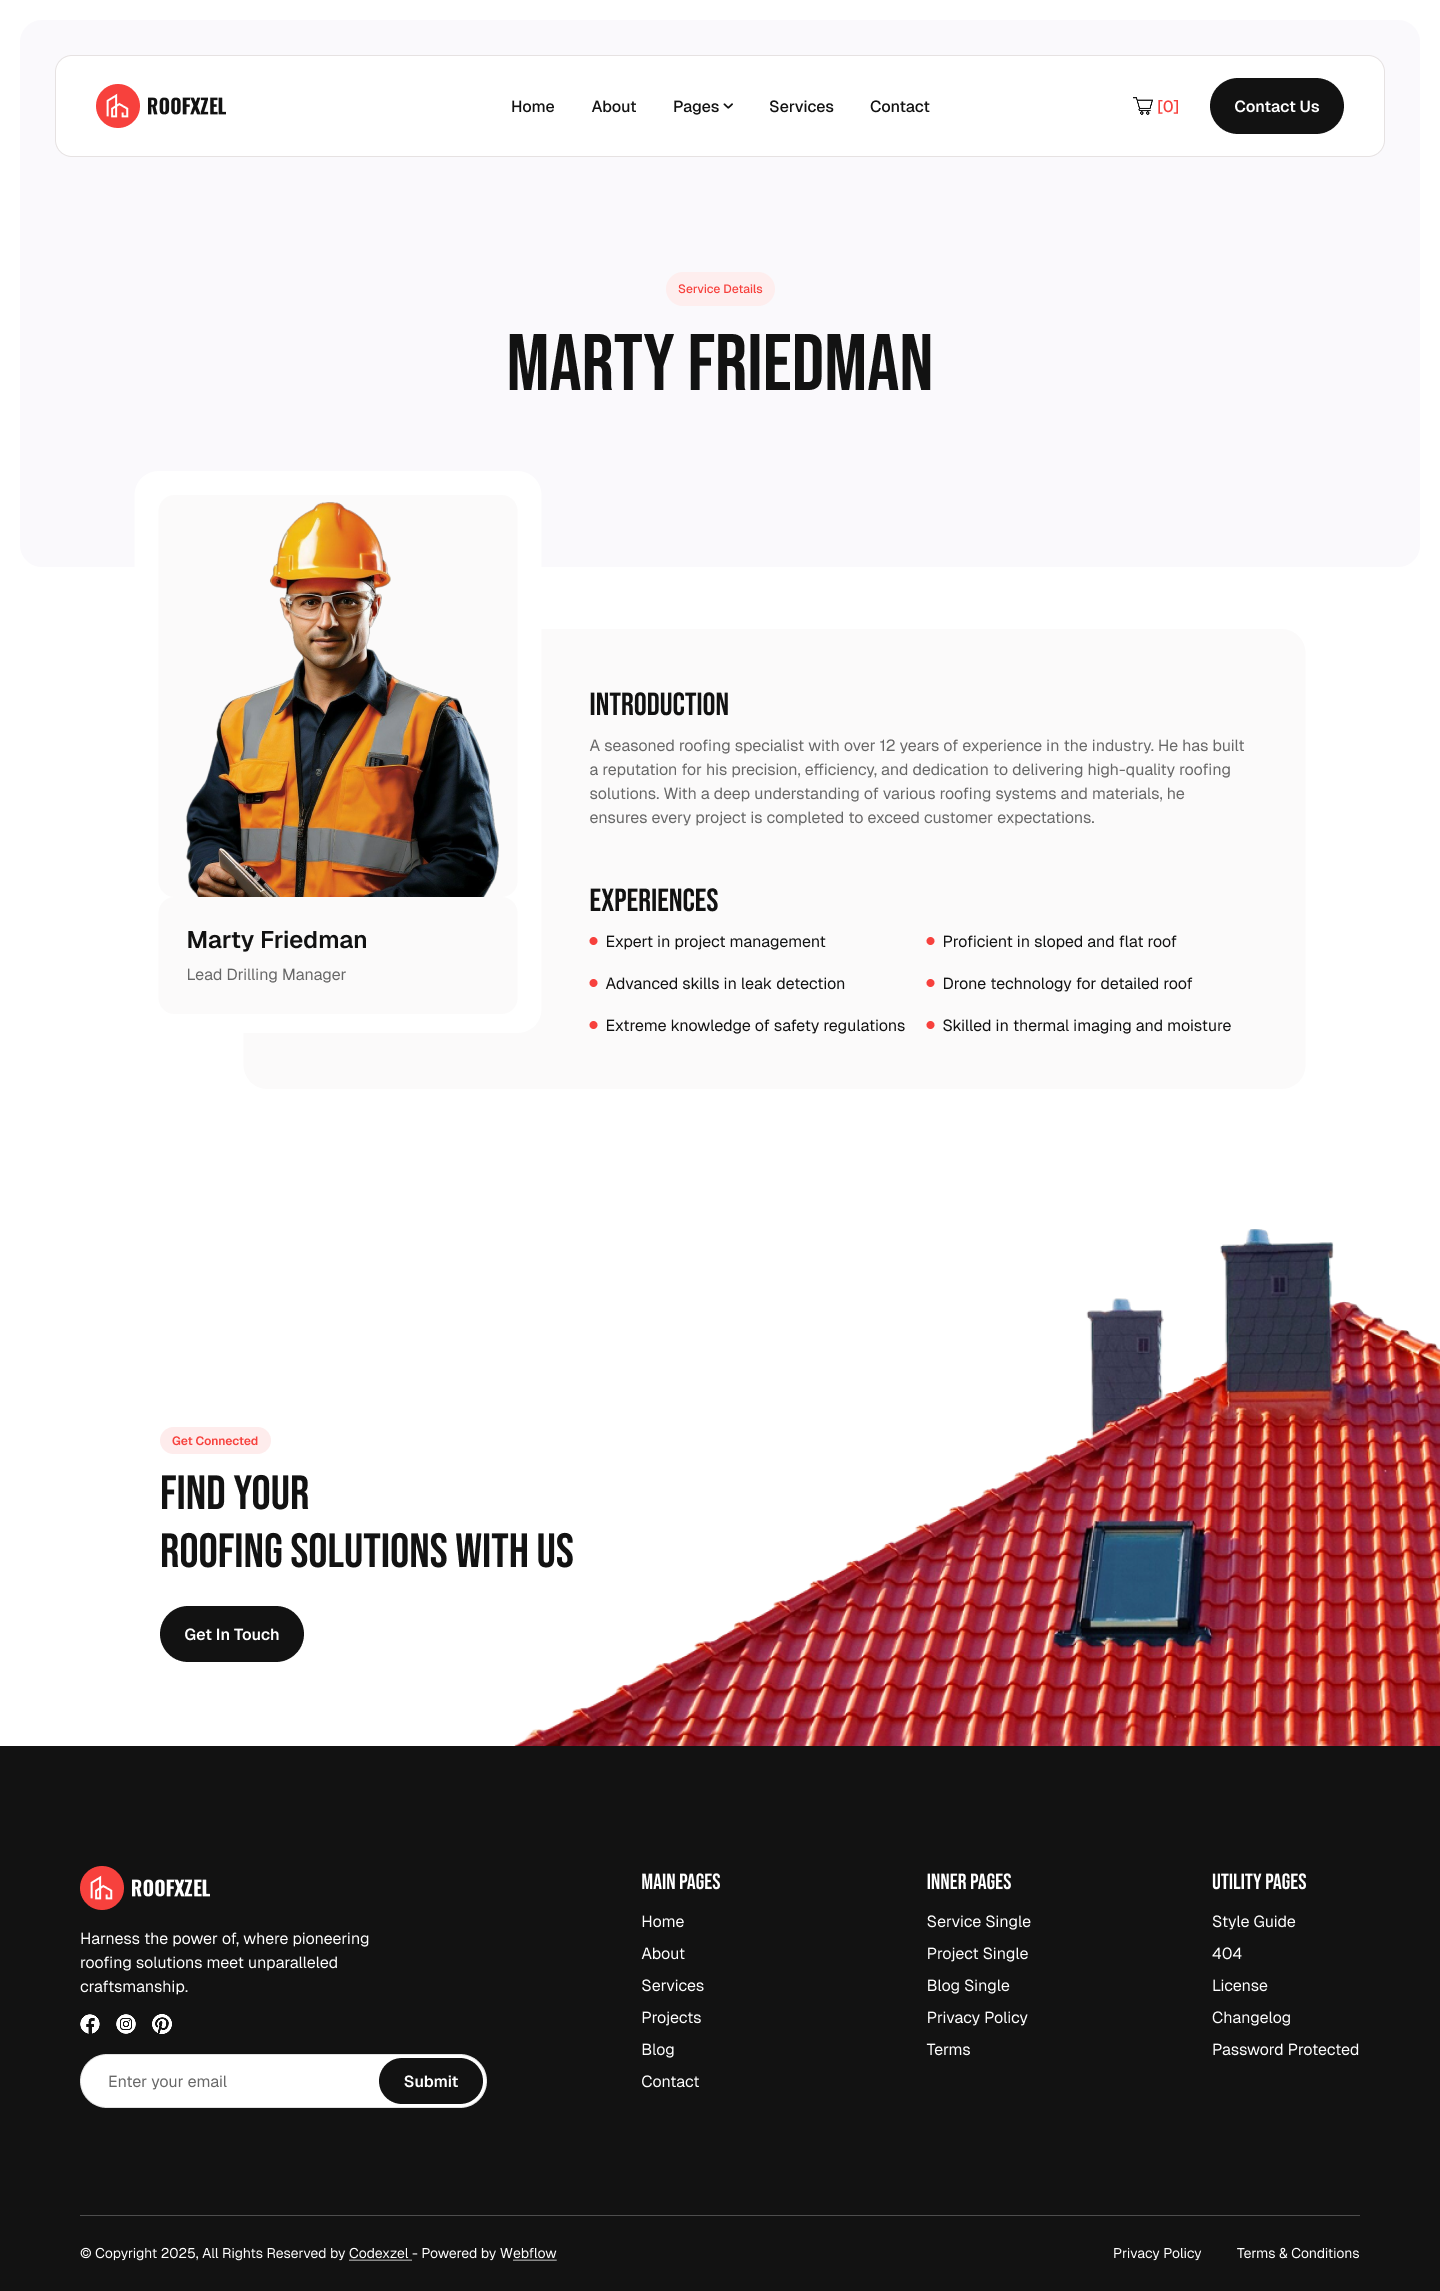 ROOFXZEL
Home
About
Pages
Services
Contact
[0]
Contact Us
Service Details
MARTY FRIEDMAN
INTRODUCTION
A seasoned roofing specialist with over 12 years of experience in the industry. He has built
a reputation for his precision, efficiency, and dedication to delivering high-quality roofing
solutions. With a deep understanding of various roofing systems and materials, he
ensures every project is completed to exceed customer expectations.
EXPERIENCES
Expert in project management
Proficient in sloped and flat roof
Advanced skills in leak detection
Drone technology for detailed roof
Extreme knowledge of safety regulations
Skilled in thermal imaging and moisture
Marty Friedman
Lead Drilling Manager
Get Connected
FIND YOUR
ROOFING SOLUTIONS WITH US
Get In Touch
ROOFXZEL
Harness the power of, where pioneering
roofing solutions meet unparalleled
craftsmanship.
Enter your email
Submit
MAIN PAGES
Home
About
Services
Projects
Blog
Contact
INNER PAGES
Service Single
Project Single
Blog Single
Privacy Policy
Terms
UTILITY PAGES
Style Guide
404
License
Changelog
Password Protected
© Copyright 2025, All Rights Reserved by Codexzel - Powered by Webflow
Privacy Policy
Terms & Conditions